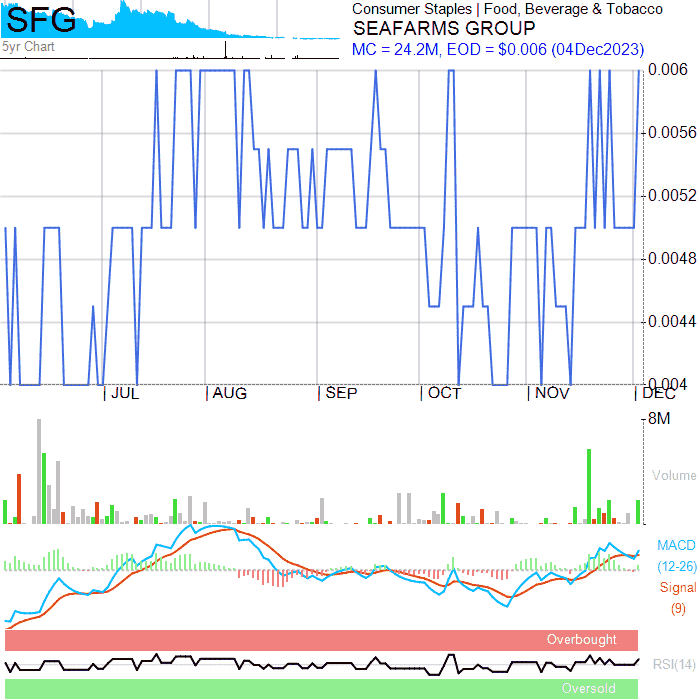 SFG
Consumer Staples | Food, Beverage & Tobacco
SEAFARMS GROUP
5yr Chart
MC = 24.2M, EOD = $0.006 (04Dec2023)
0.006
0.0056
0.0052
0.0048
0.0044
0.004
JUL
AUG
SEP
OCT
NOV
DEC
8M
Volume
MACD
(12-26)
Signal
(9)
Overbought
RSI(14)
Oversold